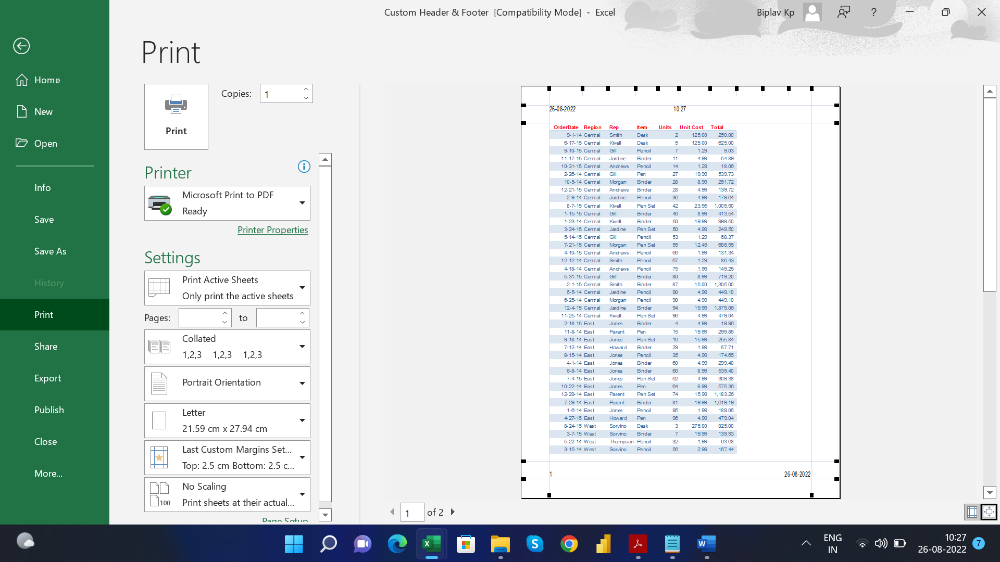 Custom Header & Footer [Compatibility Mode] - Excel
Biplav Kp
?
Print
Home
New
Open
Info
Save
Save As
History
Print
Share
Export
Publish
Close
More...
Print
Copies: 1
Printer
Microsoft Print to PDF
Ready
Printer Properties
Settings
Print Active Sheets
Only print the active sheets
Pages: to
Collated
1,2,3 1,2,3 1,2,3
Portrait Orientation
Letter
21.59 cm x 27.94 cm
Last Custom Margins Set...
Top: 2.5 cm Bottom: 2.5 c...
No Scaling
Print sheets at their actual...
100
Page Setup
26-08-2022 10:27
OrderDate Region Rep Item Units Unit Cost Total
9-1-14 Central Smith Desk 2 125.00 250.00
6-17-15 Central Kivell Desk 5 125.00 625.00
9-10-15 Central Gill Pencil 7 1.29 9.03
11-17-15 Central Jardine Binder 11 4.99 54.89
10-31-15 Central Andrews Pencil 14 1.29 18.06
2-26-14 Central Gill Pen 27 19.99 539.73
10-5-14 Central Morgan Binder 28 8.99 251.72
12-21-15 Central Andrews Binder 28 4.99 139.72
2-9-14 Central Jardine Pencil 36 4.99 179.64
8-7-15 Central Kivell Pen Set 42 23.95 1,005.90
1-15-15 Central Gill Binder 46 8.99 413.54
1-23-14 Central Kivell Binder 50 19.99 999.50
3-24-15 Central Jardine Pen Set 50 4.99 249.50
5-14-15 Central Gill Pencil 53 1.29 68.37
7-21-15 Central Morgan Pen Set 55 12.49 686.95
4-10-15 Central Andrews Pencil 66 1.99 131.34
12-12-14 Central Smith Pencil 67 1.29 86.43
4-18-14 Central Andrews Pencil 75 1.99 149.25
5-31-15 Central Gill Binder 80 8.99 719.20
2-1-15 Central Smith Binder 87 15.00 1,305.00
5-5-14 Central Jardine Pencil 90 4.99 449.10
6-25-14 Central Morgan Pencil 90 4.99 449.10
12-4-15 Central Jardine Binder 94 19.99 1,879.06
11-25-14 Central Kivell Pen Set 96 4.99 479.04
2-18-15 East Jones Binder 4 4.99 19.96
11-8-14 East Parent Pen 15 19.99 299.85
9-18-14 East Jones Pen Set 16 15.99 255.84
7-12-14 East Howard Binder 29 1.99 57.71
8-15-14 East Jones Pencil 35 4.99 174.65
4-1-14 East Jones Binder 60 4.99 299.40
6-8-14 East Jones Binder 60 8.99 539.40
7-4-15 East Jones Pen Set 62 4.99 309.38
10-22-14 East Jones Pen 64 8.99 575.36
12-29-14 East Parent Pen Set 74 15.99 1,183.26
7-29-14 East Parent Binder 81 19.99 1,619.19
1-6-14 East Jones Pencil 95 1.99 189.05
4-27-15 East Howard Pen 96 4.99 479.04
8-24-15 West Sorvino Desk 3 275.00 825.00
3-7-15 West Sorvino Binder 7 19.99 139.93
5-22-14 West Thompson Pencil 32 1.99 63.68
3-15-14 West Sorvino Pencil 56 2.99 167.44
1 26-08-2022
1 of 2
ENG
IN
10:27
26-08-2022
7